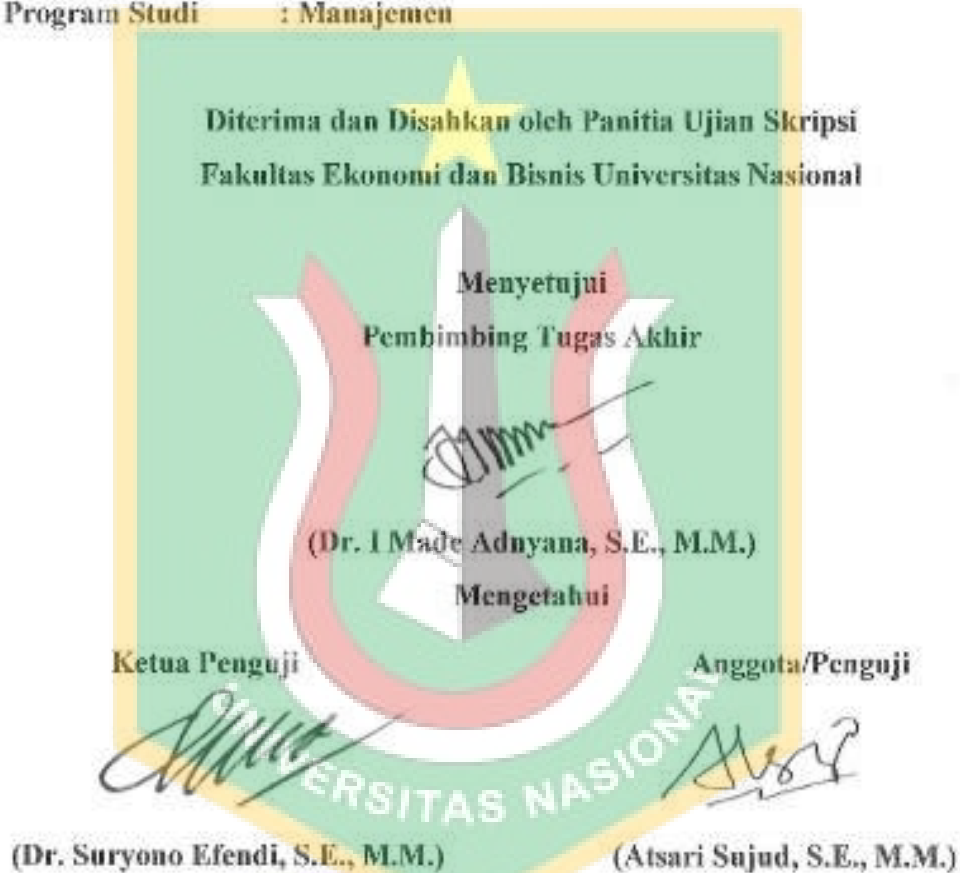 Program Studi : Manajemen
Diterima dan Disahkan oleh Panitia Ujian Skripsi
Fakultas Ekonomi dan Bisnis Universitas Nasional
Menyetujui
Pembimbing Tugas Akhir
(Dr. I Made Adnyana, S.E., M.M.)
Mengetahui
Ketua Penguji Anggota/Penguji
UNIVERSITAS NASIONAL
(Dr. Suryono Efendi, S.E., M.M.) (Atsari Sujud, S.E., M.M.)